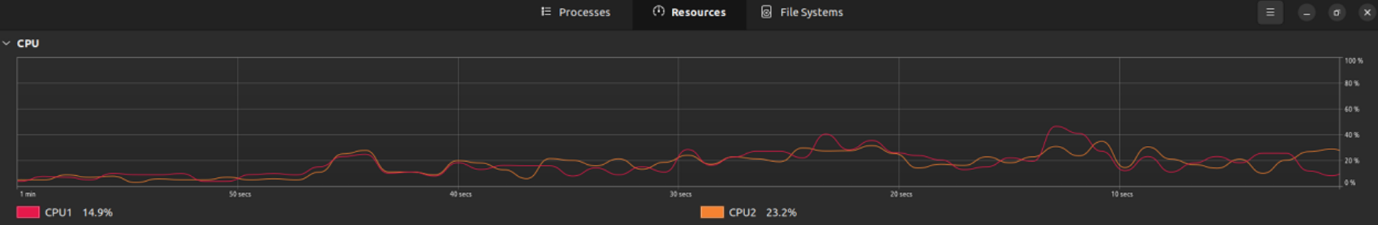 Processes Resources File Systems
CPU
100 %
80 %
60 %
40 %
20 %
0 %
1 min 50 secs 40 secs 30 secs 20 secs 10 secs
CPU1 14.9% CPU2 23.2%